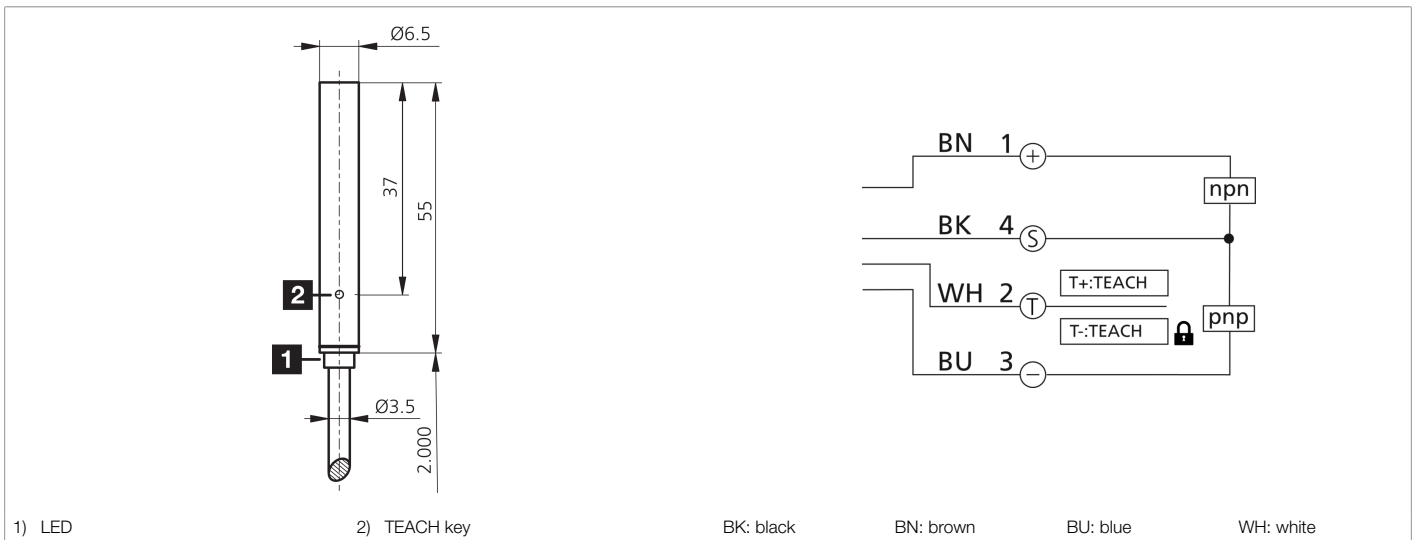 Ø6.5
37
55
2
1
Ø3.5
2.000
BN 1 +
npn
BK 4 S
T+:TEACH
WH 2 T
pnp
T-:TEACH
BU 3 −
1) LED 2) TEACH key BK: black BN: brown BU: blue WH: white